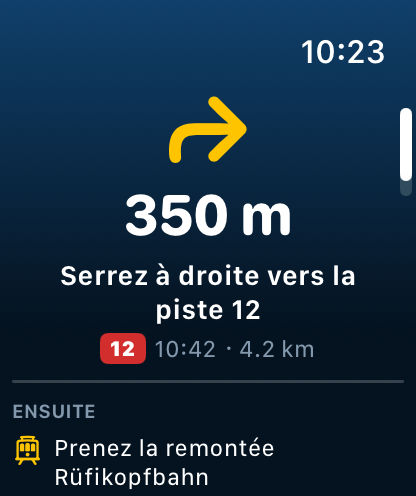 10:23
350 m
Serrez à droite vers la
piste 12
12 10:42 · 4.2 km
ENSUITE
Prenez la remontée
Rüfikopfbahn